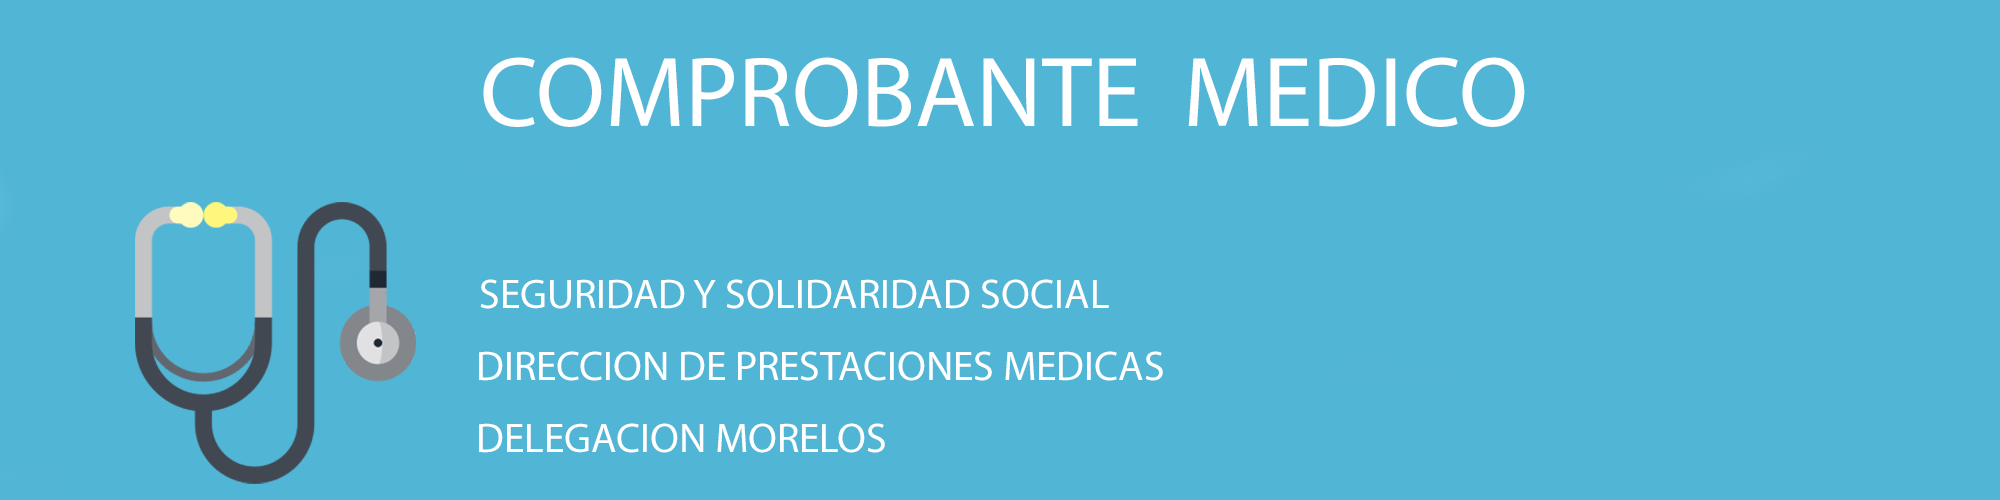 COMPROBANTE MEDICO
SEGURIDAD Y SOLIDARIDAD SOCIAL
DIRECCION DE PRESTACIONES MEDICAS
DELEGACION MORELOS